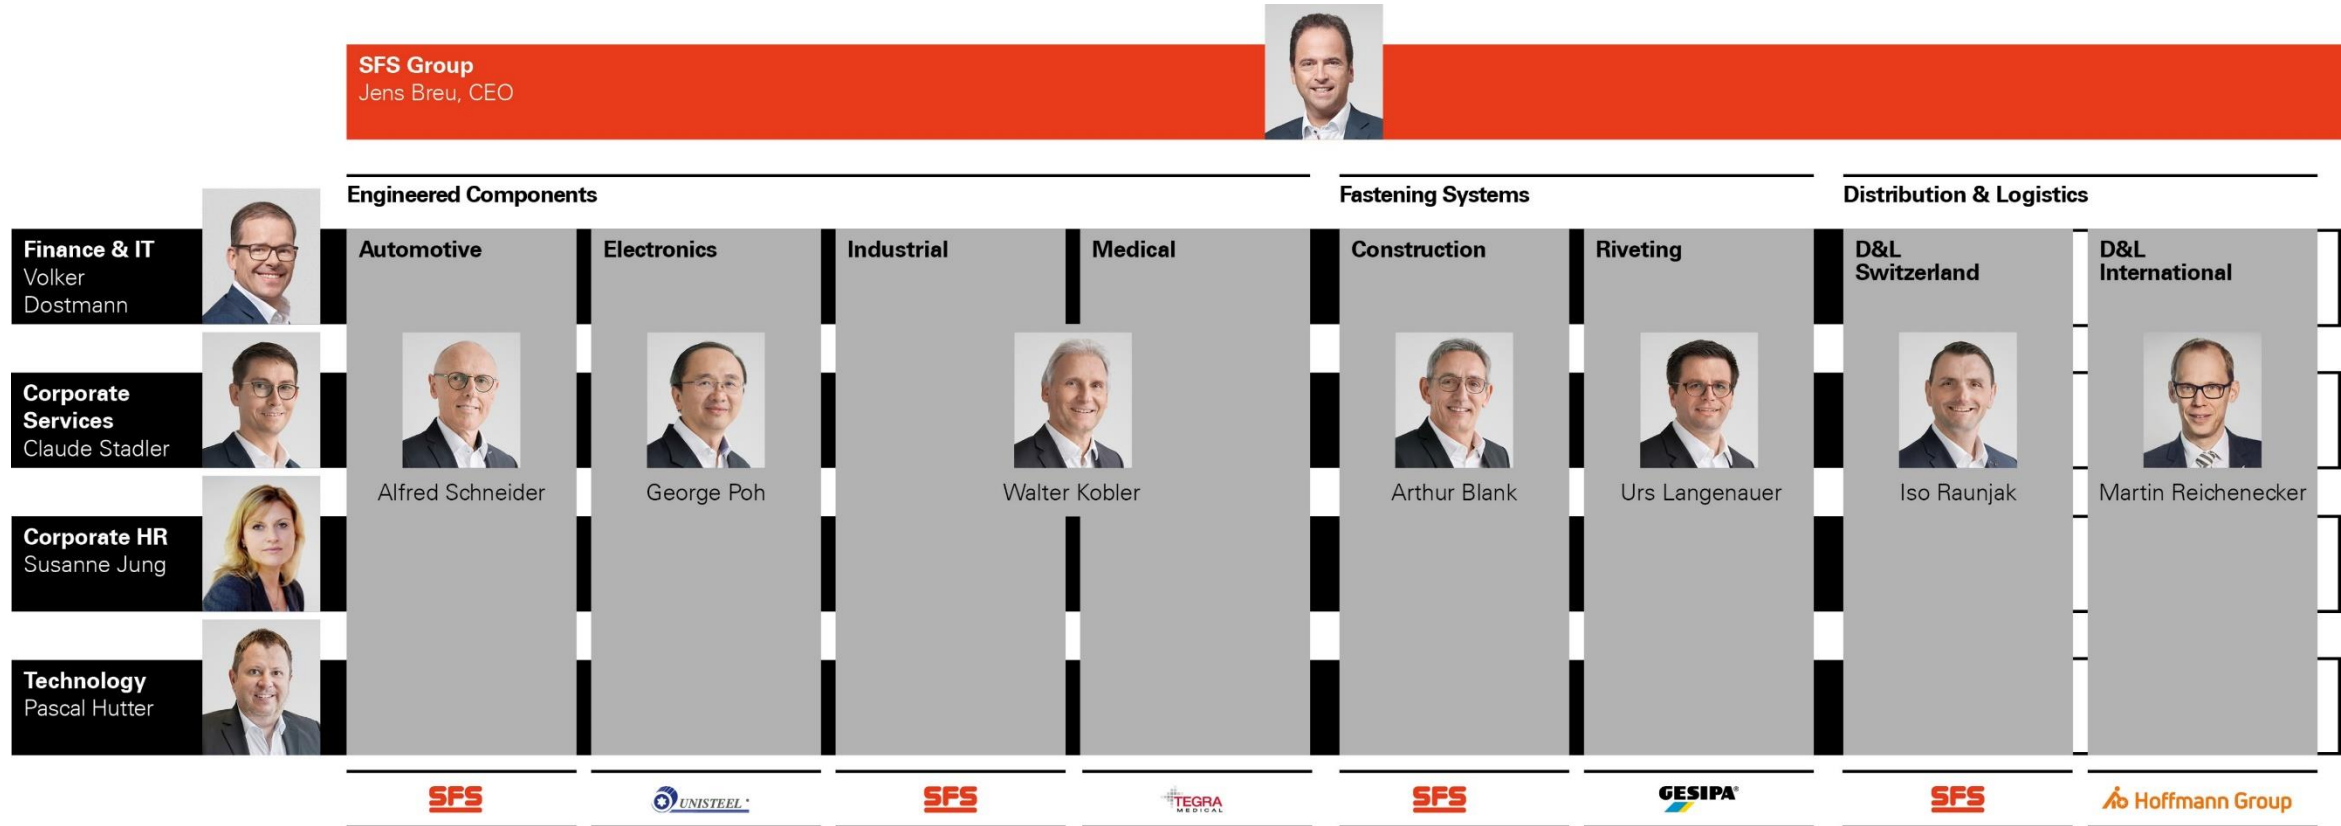 SFS Group
Jens Breu, CEO
Engineered Components
Fastening Systems
Distribution & Logistics
Finance & IT
Volker
Dostmann
Automotive
Electronics
Industrial
Medical
Construction
Riveting
D&L
Switzerland
D&L
International
Corporate
Services
Claude Stadler
Alfred Schneider
George Poh
Walter Kobler
Arthur Blank
Urs Langenauer
Iso Raunjak
Martin Reichenecker
Corporate HR
Susanne Jung
Technology
Pascal Hutter
SFS
UNISTEEL
SFS
TEGRA
MEDICAL
SFS
GESIPA®
SFS
Hoffmann Group